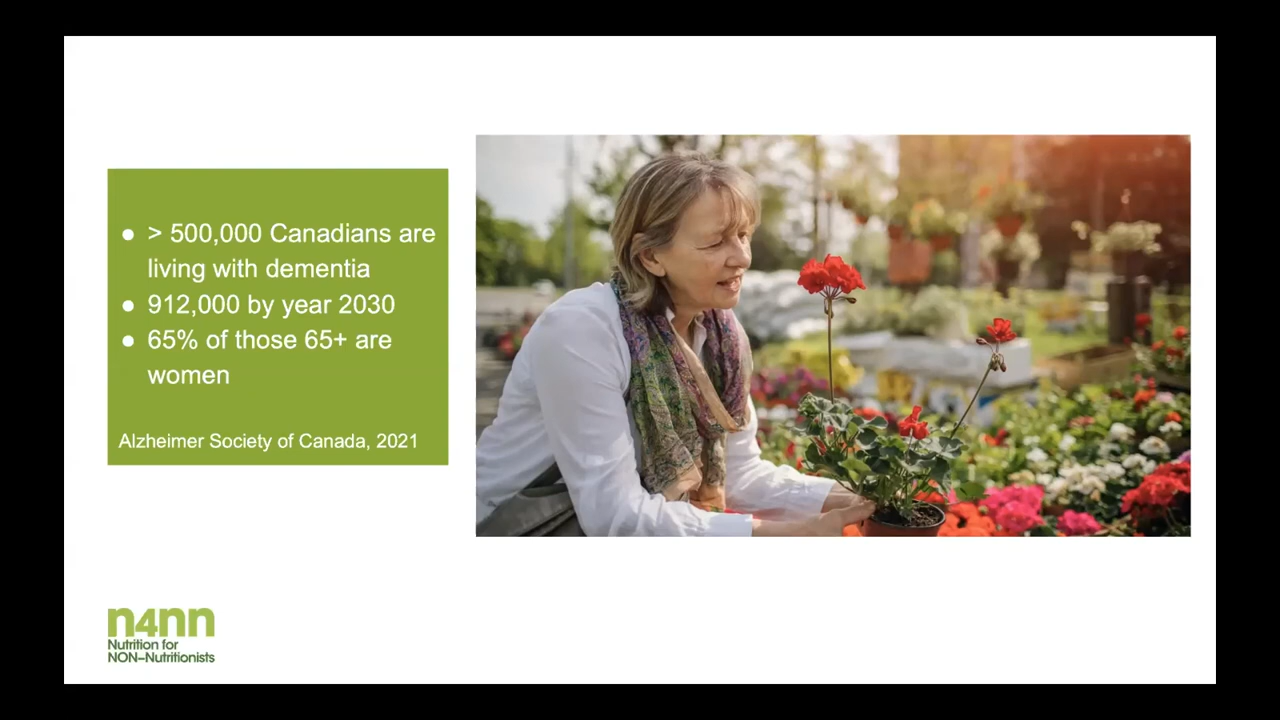 ● > 500,000 Canadians are
living with dementia
● 912,000 by year 2030
● 65% of those 65+ are
women
Alzheimer Society of Canada, 2021
n4nn
Nutrition for
NON–Nutritionists